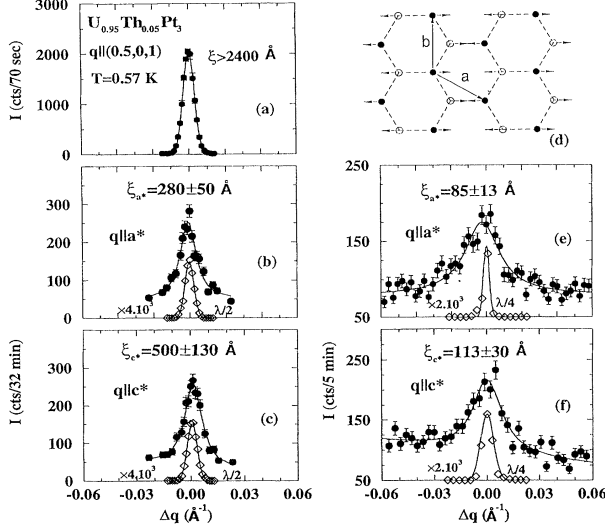 3000
2000
1000
0
I (cts/70 sec)
U0.95Th0.05Pt3
q||(0.5,0,1)
T=0.57 K
ξ>2400 Å
(a)
b
a
(d)
300
200
100
0
ξa*=280±50 Å
q||a*
(b)
×4.10³
λ/2
I (cts/32 min)
300
200
100
0
ξc*=500±130 Å
q||c*
(c)
×4.10³
λ/2
-0.06
-0.03
0.00
0.03
0.06
Δq (Å⁻¹)
250
150
50
ξa*=85±13 Å
q||a*
(e)
×2.10³
λ/4
I (cts/5 min)
250
150
50
ξc*=113±30 Å
q||c*
(f)
×2.10³
λ/4
-0.06
-0.03
0.00
0.03
0.06
Δq (Å⁻¹)